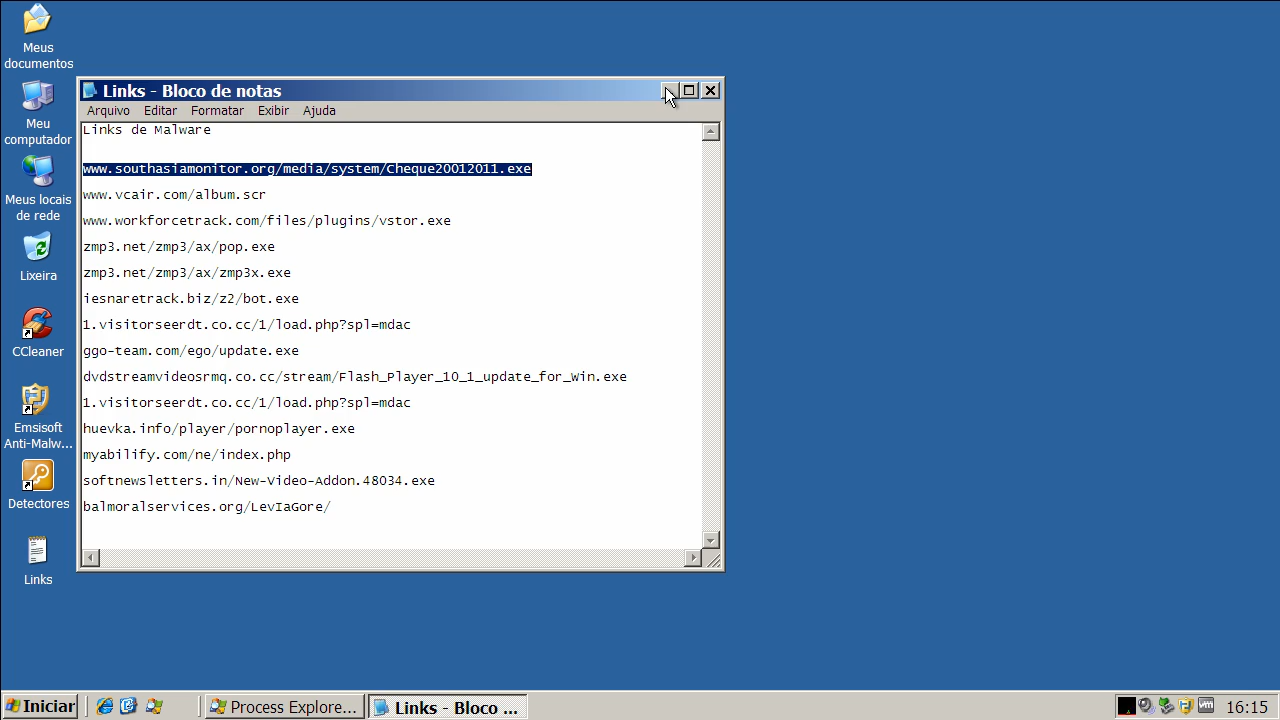 Meus
documentos
Meu
computador
Meus locais
de rede
Lixeira
CCleaner
Emsisoft
Anti-Malw...
Detectores
Links
Links - Bloco de notas
Arquivo Editar Formatar Exibir Ajuda
Links de Malware
www.southasiamonitor.org/media/system/Cheque20012011.exe
www.vcair.com/album.scr
www.workforcetrack.com/files/plugins/vstor.exe
zmp3.net/zmp3/ax/pop.exe
zmp3.net/zmp3/ax/zmp3x.exe
iesnaretrack.biz/z2/bot.exe
1.visitorseerdt.co.cc/1/load.php?spl=mdac
ggo-team.com/ego/update.exe
dvdstreamvideosrmq.co.cc/stream/Flash_Player_10_1_update_for_Win.exe
1.visitorseerdt.co.cc/1/load.php?spl=mdac
huevka.info/player/pornoplayer.exe
myabilify.com/ne/index.php
softnewsletters.in/New-Video-Addon.48034.exe
balmoralservices.org/LevIaGore/
Iniciar
Process Explore...
Links - Bloco ...
vm
16:15